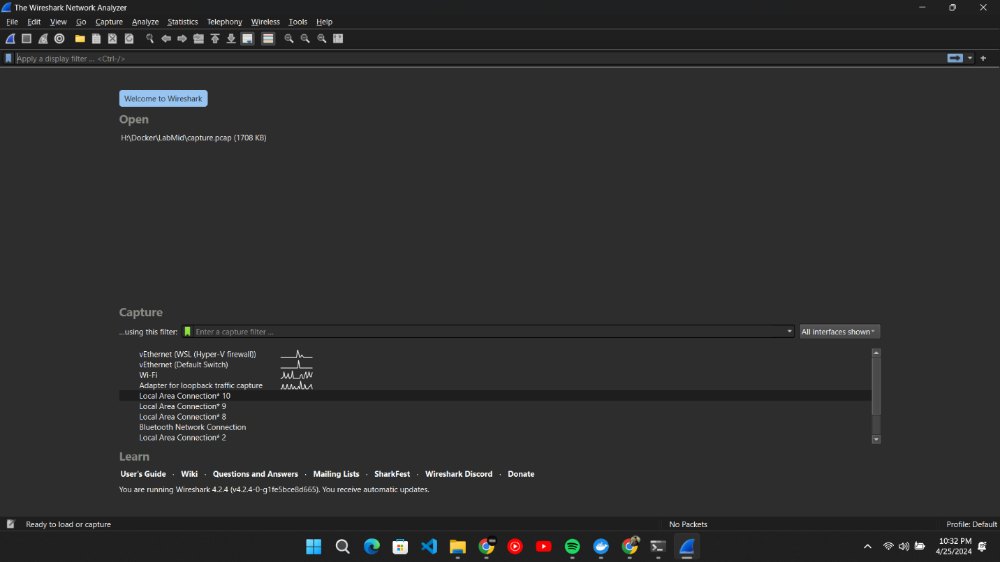 The Wireshark Network Analyzer
File Edit View Go Capture Analyze Statistics Telephony Wireless Tools Help
Apply a display filter ... <Ctrl-/>
Welcome to Wireshark
Open
H:\Docker\LabMid\capture.pcap (1708 KB)
Capture
...using this filter: Enter a capture filter ... All interfaces shown
vEthernet (WSL (Hyper-V firewall))
vEthernet (Default Switch)
Wi-Fi
Adapter for loopback traffic capture
Local Area Connection* 10
Local Area Connection* 9
Local Area Connection* 8
Bluetooth Network Connection
Local Area Connection* 2
Learn
User's Guide · Wiki · Questions and Answers · Mailing Lists · SharkFest · Wireshark Discord · Donate
You are running Wireshark 4.2.4 (v4.2.4-0-g1fe5bce8d665). You receive automatic updates.
Ready to load or capture No Packets Profile: Default
10:32 PM
4/25/2024